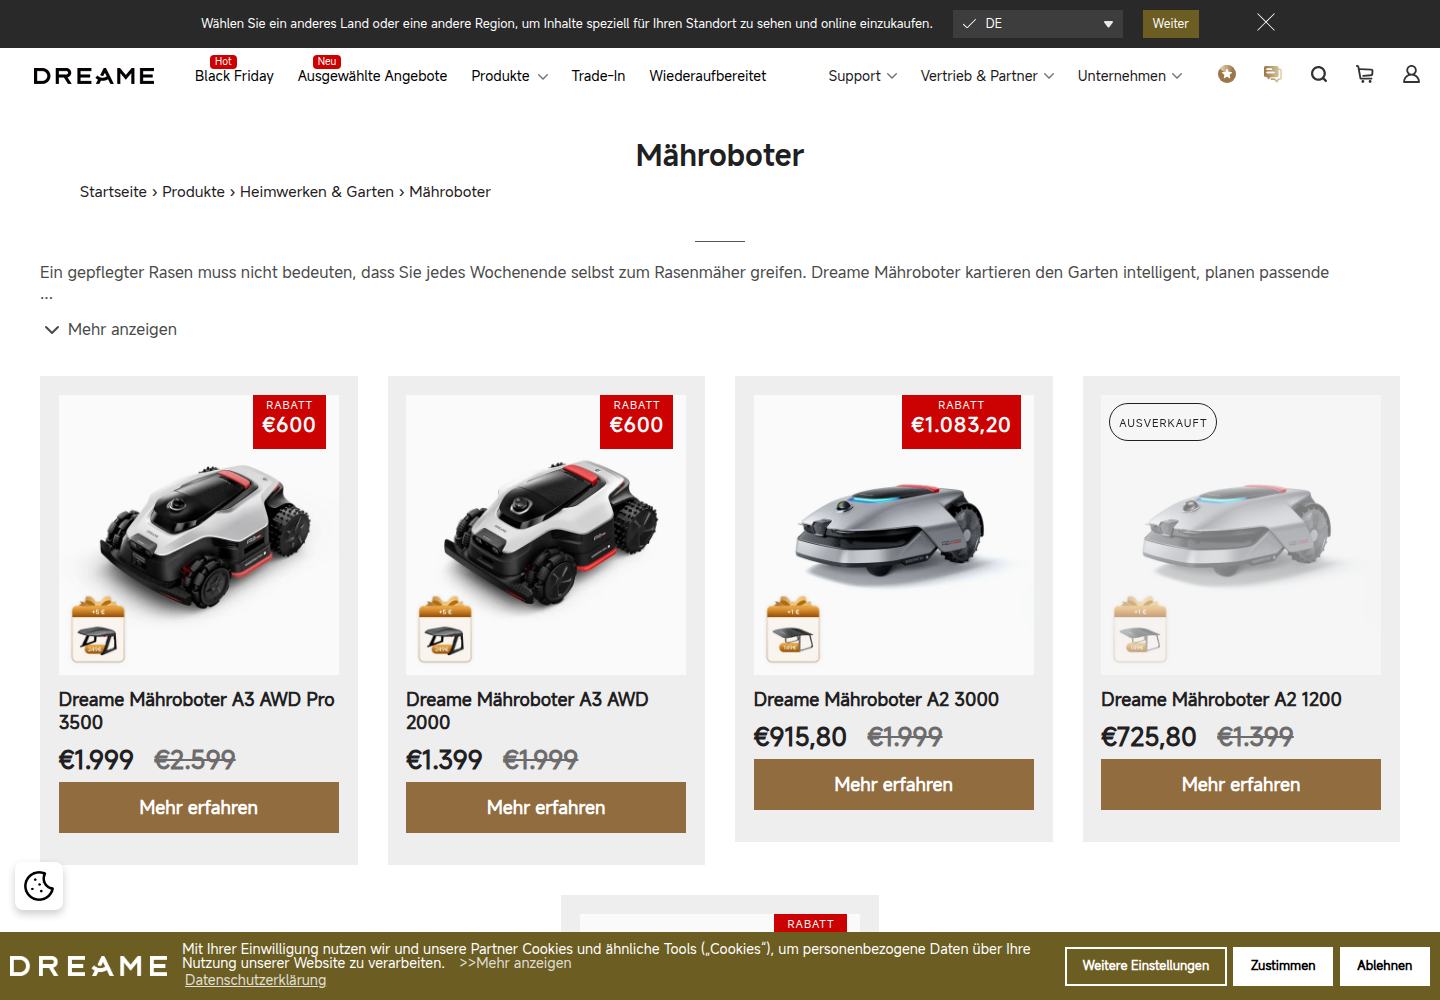 Wählen Sie ein anderes Land oder eine andere Region, um Inhalte speziell für Ihren Standort zu sehen und online einzukaufen.
DE
Weiter
Hot
Neu
DREAME
Black Friday
Ausgewählte Angebote
Produkte
Trade-In
Wiederaufbereitet
Support
Vertrieb & Partner
Unternehmen
Mähroboter
Startseite › Produkte › Heimwerken & Garten › Mähroboter
Ein gepflegter Rasen muss nicht bedeuten, dass Sie jedes Wochenende selbst zum Rasenmäher greifen. Dreame Mähroboter kartieren den Garten intelligent, planen passende
...
Mehr anzeigen
RABATT
€600
+5 €
249€
Dreame Mähroboter A3 AWD Pro
3500
€1.999 €2.599
Mehr erfahren
RABATT
€600
+5 €
249€
Dreame Mähroboter A3 AWD
2000
€1.399 €1.999
Mehr erfahren
RABATT
€1.083,20
+1 €
Dreame Mähroboter A2 3000
€915,80 €1.999
Mehr erfahren
AUSVERKAUFT
+1 €
Dreame Mähroboter A2 1200
€725,80 €1.399
Mehr erfahren
RABATT
DREAME
Mit Ihrer Einwilligung nutzen wir und unsere Partner Cookies und ähnliche Tools („Cookies“), um personenbezogene Daten über Ihre
Nutzung unserer Website zu verarbeiten. >>Mehr anzeigen
Datenschutzerklärung
Weitere Einstellungen
Zustimmen
Ablehnen